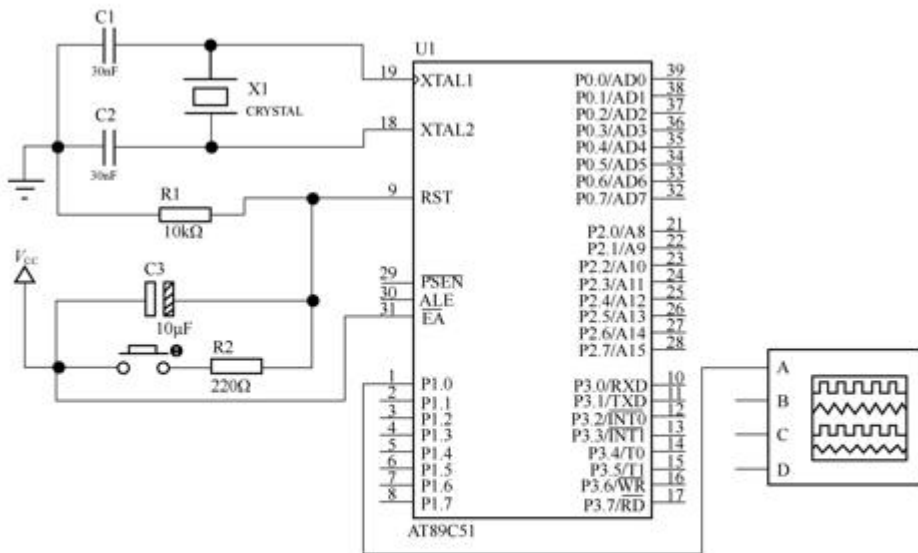 C1
30nF
X1
CRYSTAL
C2
30nF
R1
10kΩ
VCC
C3
10μF
R2
220Ω
U1
19 XTAL1
18 XTAL2
9 RST
29 PSEN
30 ALE
31 EA
1 P1.0
2 P1.1
3 P1.2
4 P1.3
5 P1.4
6 P1.5
7 P1.6
8 P1.7
P0.0/AD0 39
P0.1/AD1 38
P0.2/AD2 37
P0.3/AD3 36
P0.4/AD4 35
P0.5/AD5 34
P0.6/AD6 33
P0.7/AD7 32
P2.0/A8 21
P2.1/A9 22
P2.2/A10 23
P2.3/A11 24
P2.4/A12 25
P2.5/A13 26
P2.6/A14 27
P2.7/A15 28
P3.0/RXD 10
P3.1/TXD 11
P3.2/INT0 12
P3.3/INT1 13
P3.4/T0 14
P3.5/T1 15
P3.6/WR 16
P3.7/RD 17
AT89C51
A
B
C
D